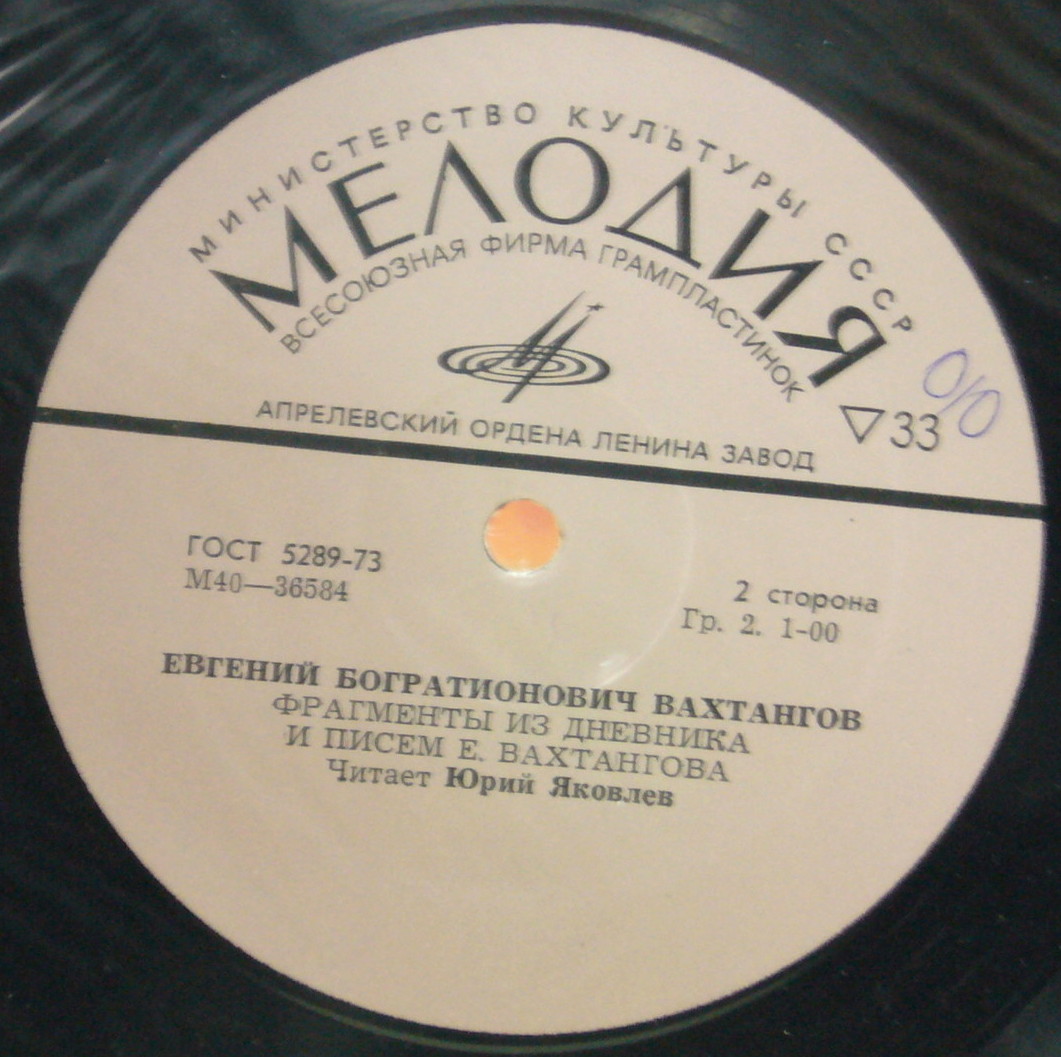 МИНИСТЕРСТВО КУЛЬТУРЫ СССР
МЕЛОДИЯ
ВСЕСОЮЗНАЯ ФИРМА ГРАМПЛАСТИНОК
АПРЕЛЕВСКИЙ ОРДЕНА ЛЕНИНА ЗАВОД
▽33
0/0
ГОСТ 5289-73
М40—36584
2 сторона
Гр. 2. 1-00
ЕВГЕНИЙ БОГРАТИОНОВИЧ ВАХТАНГОВ
ФРАГМЕНТЫ ИЗ ДНЕВНИКА
И ПИСЕМ Е. ВАХТАНГОВА
Читает Юрий Яковлев